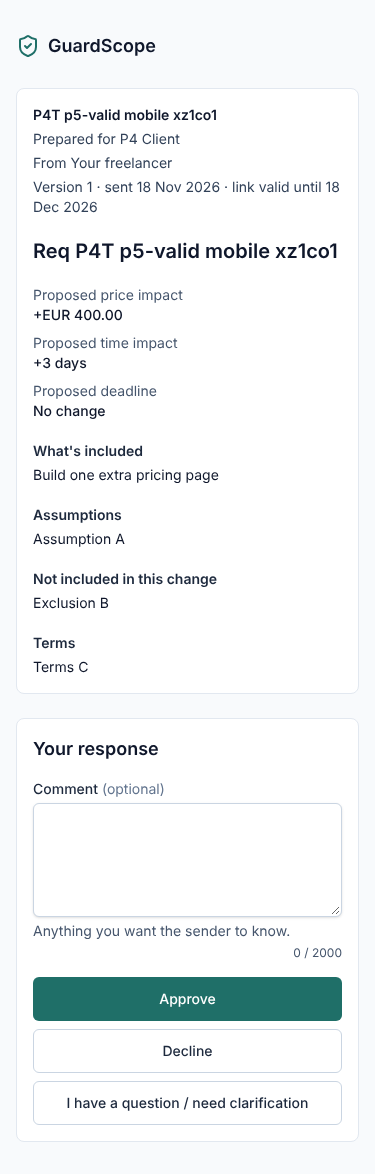 GuardScope
P4T p5-valid mobile xz1co1
Prepared for P4 Client
From Your freelancer
Version 1 · sent 18 Nov 2026 · link valid until 18
Dec 2026
Req P4T p5-valid mobile xz1co1
Proposed price impact
+EUR 400.00
Proposed time impact
+3 days
Proposed deadline
No change
What's included
Build one extra pricing page
Assumptions
Assumption A
Not included in this change
Exclusion B
Terms
Terms C
Your response
Comment (optional)
Anything you want the sender to know.
0 / 2000
Approve
Decline
I have a question / need clarification